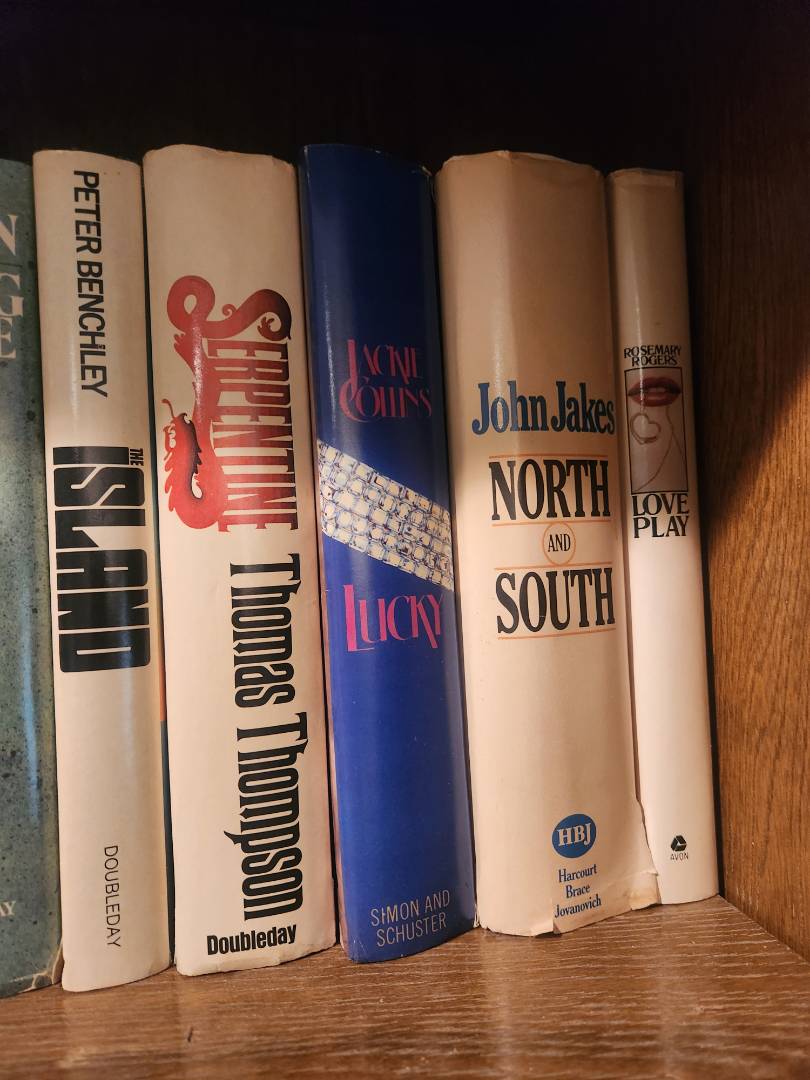 PETER BENCHLEY
THE
ISLAND
DOUBLEDAY
SERPENTINE
Thomas Thompson
Doubleday
JACKIE
COLLINS
LUCKY
SIMON AND
SCHUSTER
John Jakes
NORTH
AND
SOUTH
HBJ
Harcourt
Brace
Jovanovich
ROSEMARY
ROGERS
LOVE
PLAY
AVON